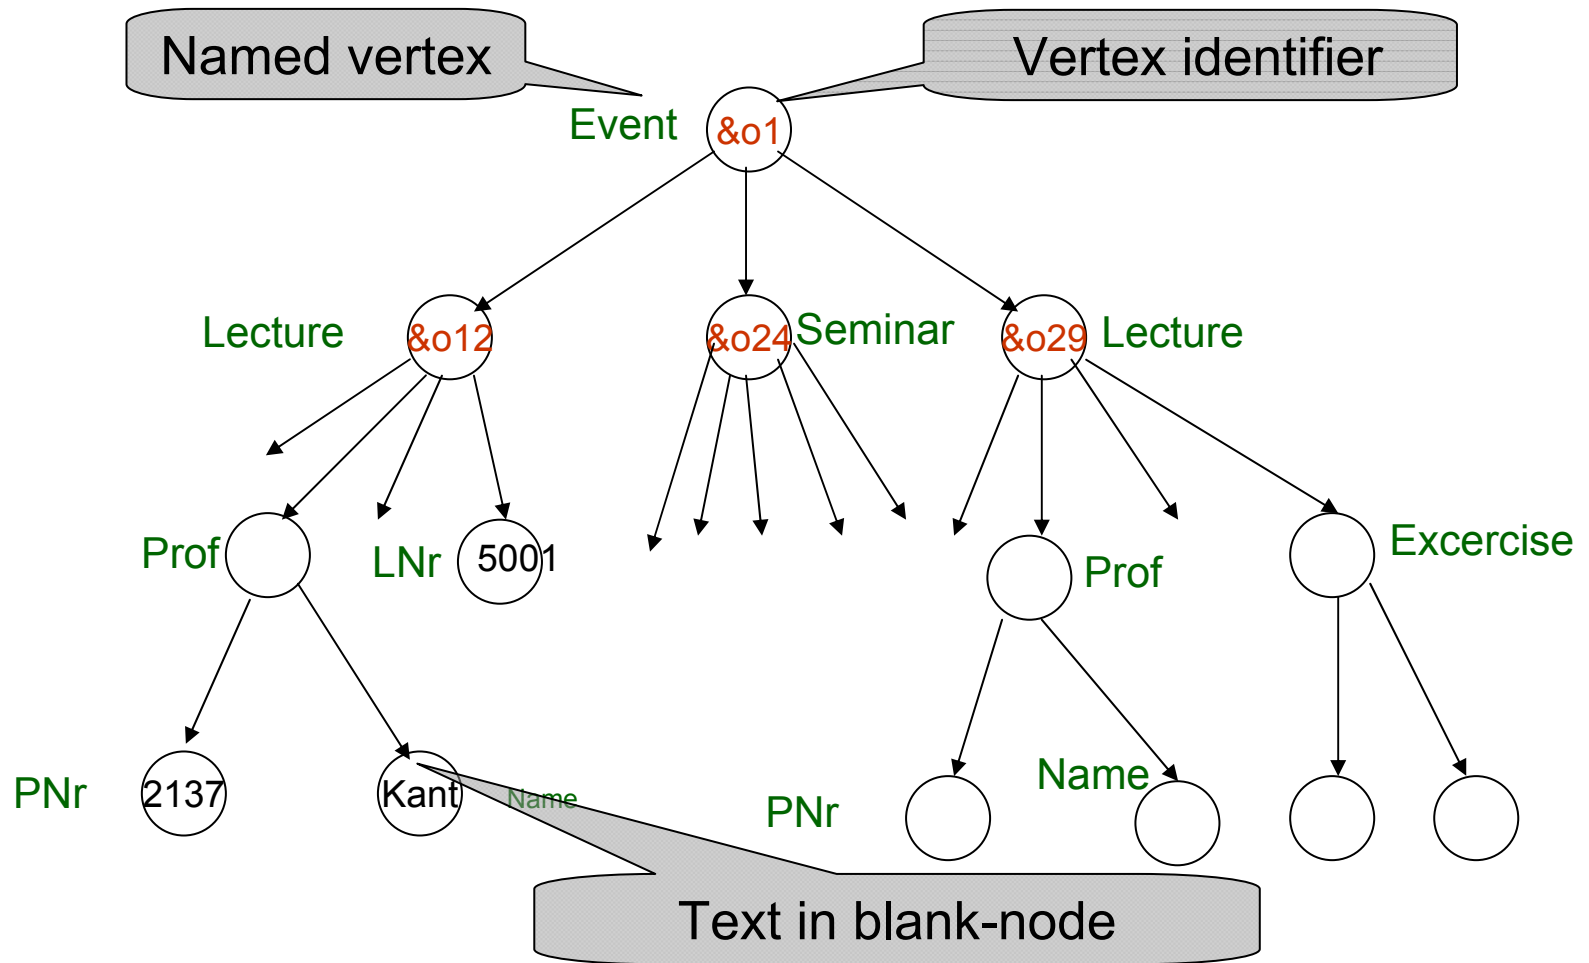 Named vertex
Vertex identifier
Event
&o1
Lecture
&o12
&o24
Seminar
&o29
Lecture
Prof
LNr
5001
Prof
Excercise
PNr
2137
Kant
Name
PNr
Name
Text in blank-node